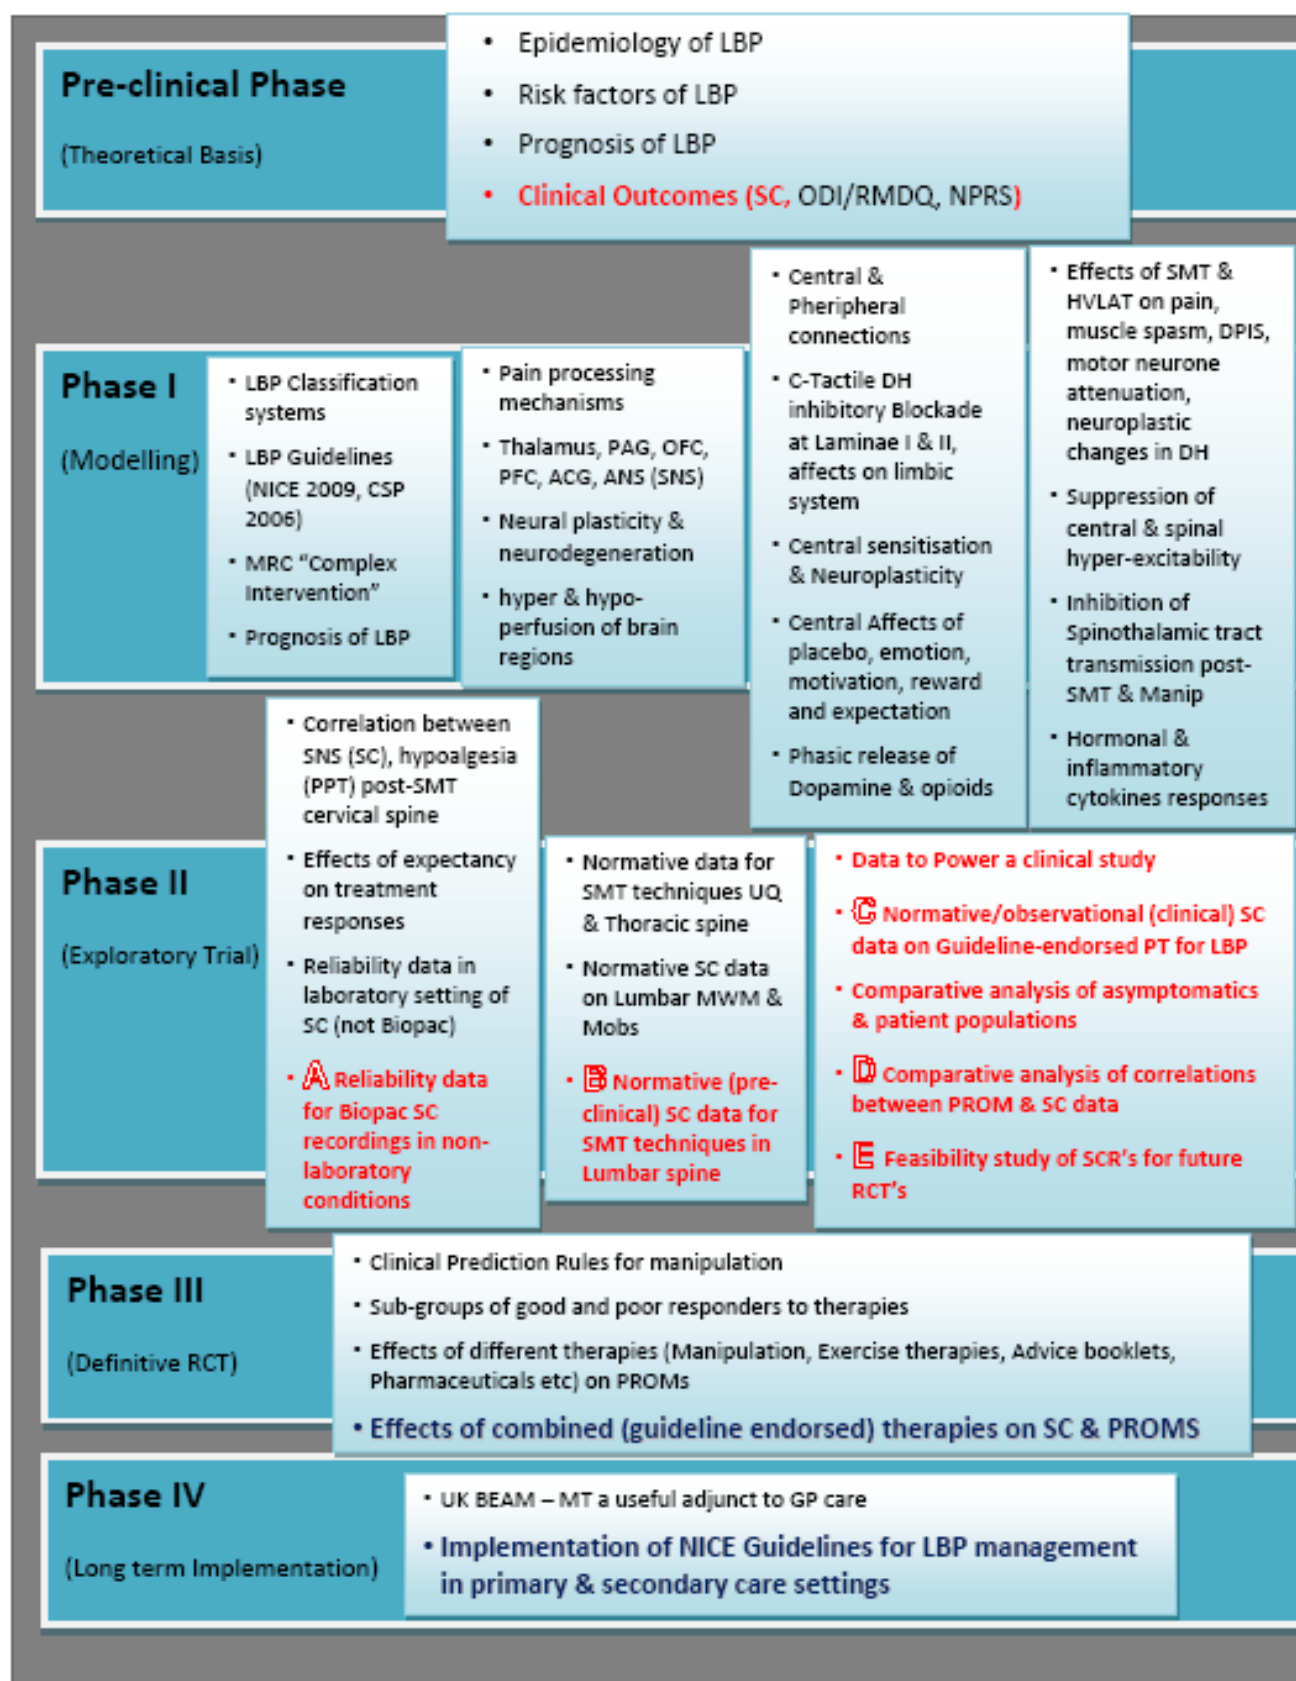 Pre-clinical Phase
(Theoretical Basis)
• Epidemiology of LBP
• Risk factors of LBP
• Prognosis of LBP
• Clinical Outcomes (SC, ODI/RMDQ, NPRS)
Phase I
(Modelling)
▪ LBP Classification
systems
▪ LBP Guidelines
(NICE 2009, CSP
2006)
▪ MRC “Complex
Intervention”
▪ Prognosis of LBP
▪ Pain processing
mechanisms
▪ Thalamus, PAG, OFC,
PFC, ACG, ANS (SNS)
▪ Neural plasticity &
neurodegeneration
▪ hyper & hypo-
perfusion of brain
regions
▪ Central &
Pheripheral
connections
▪ C-Tactile DH
inhibitory Blockade
at Laminae I & II,
affects on limbic
system
▪ Central sensitisation
& Neuroplasticity
▪ Central Affects of
placebo, emotion,
motivation, reward
and expectation
▪ Phasic release of
Dopamine & opioids
▪ Effects of SMT &
HVLAT on pain,
muscle spasm, DPIS,
motor neurone
attenuation,
neuroplastic
changes in DH
▪ Suppression of
central & spinal
hyper-excitability
▪ Inhibition of
Spinothalamic tract
transmission post-
SMT & Manip
▪ Hormonal &
inflammatory
cytokines responses
Phase II
(Exploratory Trial)
▪ Correlation between
SNS (SC), hypoalgesia
(PPT) post-SMT
cervical spine
▪ Effects of expectancy
on treatment
responses
▪ Reliability data in
laboratory setting of
SC (not Biopac)
▪ A Reliability data
for Biopac SC
recordings in non-
laboratory
conditions
▪ Normative data for
SMT techniques UQ
& Thoracic spine
▪ Normative SC data
on Lumbar MWM &
Mobs
▪ B Normative (pre-
clinical) SC data for
SMT techniques in
Lumbar spine
▪ Data to Power a clinical study
▪ C Normative/observational (clinical) SC
data on Guideline-endorsed PT for LBP
▪ Comparative analysis of asymptomatics
& patient populations
▪ D Comparative analysis of correlations
between PROM & SC data
▪ E Feasibility study of SCR’s for future
RCT’s
Phase III
(Definitive RCT)
▪ Clinical Prediction Rules for manipulation
▪ Sub-groups of good and poor responders to therapies
▪ Effects of different therapies (Manipulation, Exercise therapies, Advice booklets,
Pharmaceuticals etc) on PROMs
▪ Effects of combined (guideline endorsed) therapies on SC & PROMS
Phase IV
(Long term Implementation)
▪ UK BEAM – MT a useful adjunct to GP care
▪ Implementation of NICE Guidelines for LBP management
in primary & secondary care settings